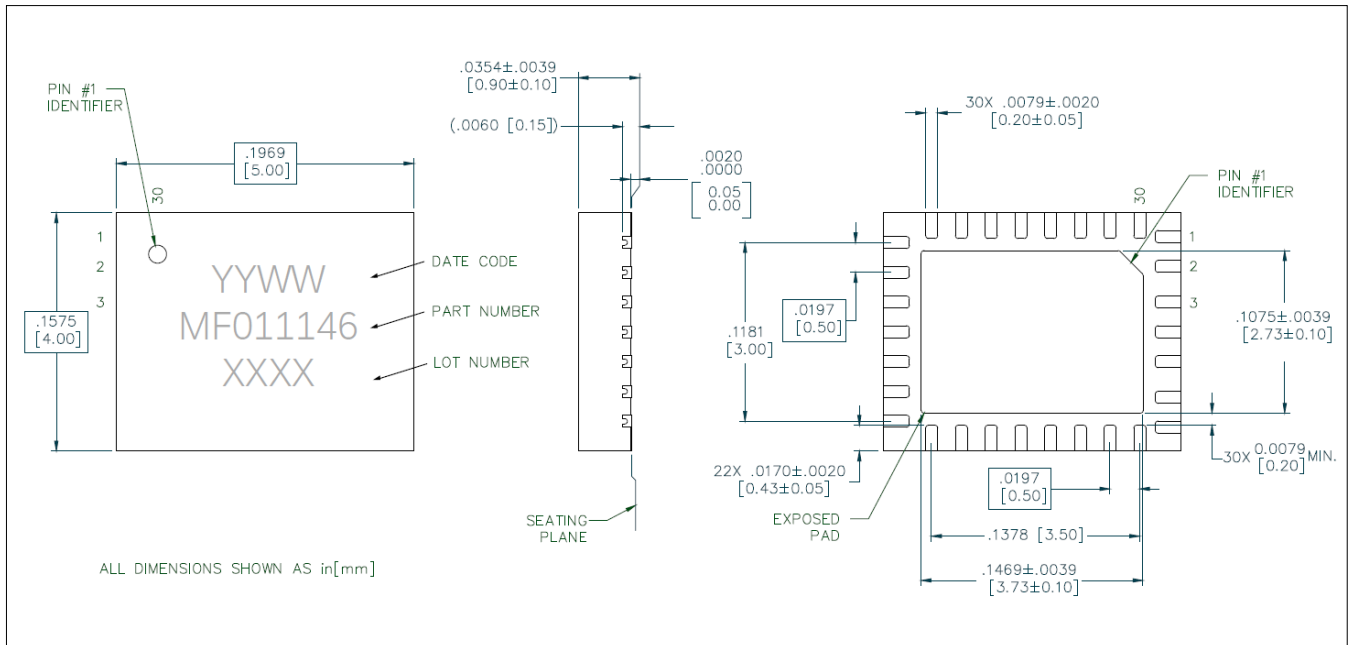 PIN #1
IDENTIFIER
.1969
[5.00]
30
1
2
3
.1575
[4.00]
YYWW
MF011146
XXXX
DATE CODE
PART NUMBER
LOT NUMBER
ALL DIMENSIONS SHOWN AS in[mm]
.0354±.0039
[0.90±0.10]
(.0060 [0.15])
.0020
.0000
[0.05
0.00]
SEATING
PLANE
30X .0079±.0020
[0.20±0.05]
30
PIN #1
IDENTIFIER
1
2
3
.0197
[0.50]
.1181
[3.00]
.1075±.0039
[2.73±0.10]
22X .0170±.0020
[0.43±0.05]
30X 0.0079 MIN.
[0.20]
.0197
[0.50]
EXPOSED
PAD
.1378 [3.50]
.1469±.0039
[3.73±0.10]